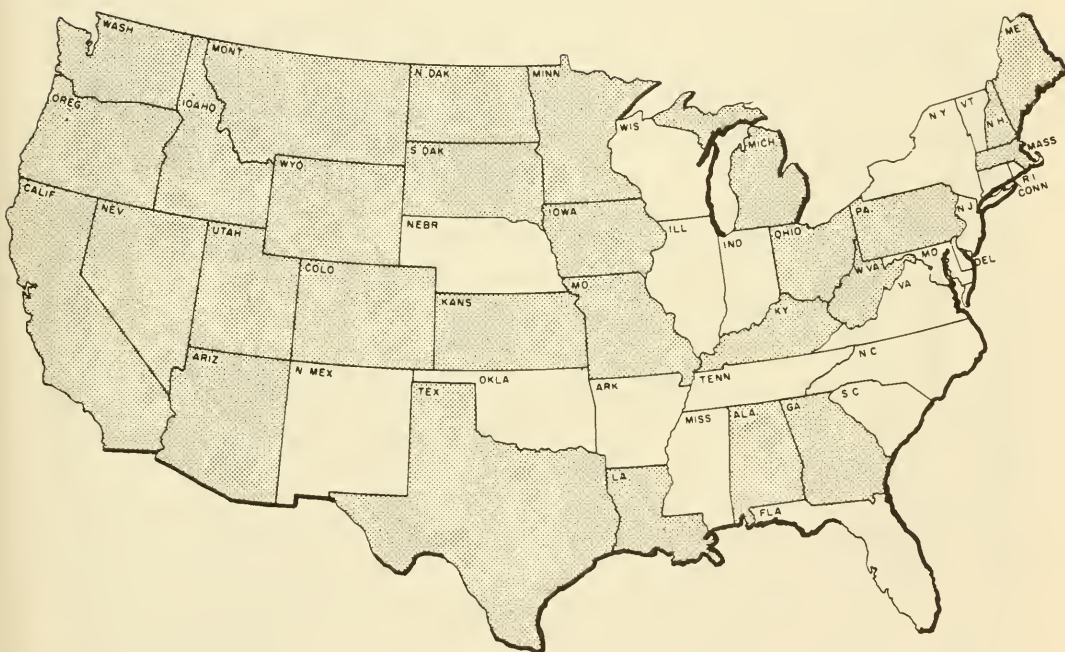 WASH
MONT
N DAK
MINN
ME
OREG.
IDAHO
WIS
MICH.
N Y
VT
N H
MASS
R I
CONN
WYO
S DAK
CALIF
NEV
UTAH
NEBR
IOWA
ILL
IND
OHIO
PA.
N J
COLO
KANS
MO.
KY
W VA
VA
MD
DEL
ARIZ
N MEX
TEX
OKLA
ARK
TENN
N C
S C
MISS
ALA
GA
LA.
FLA